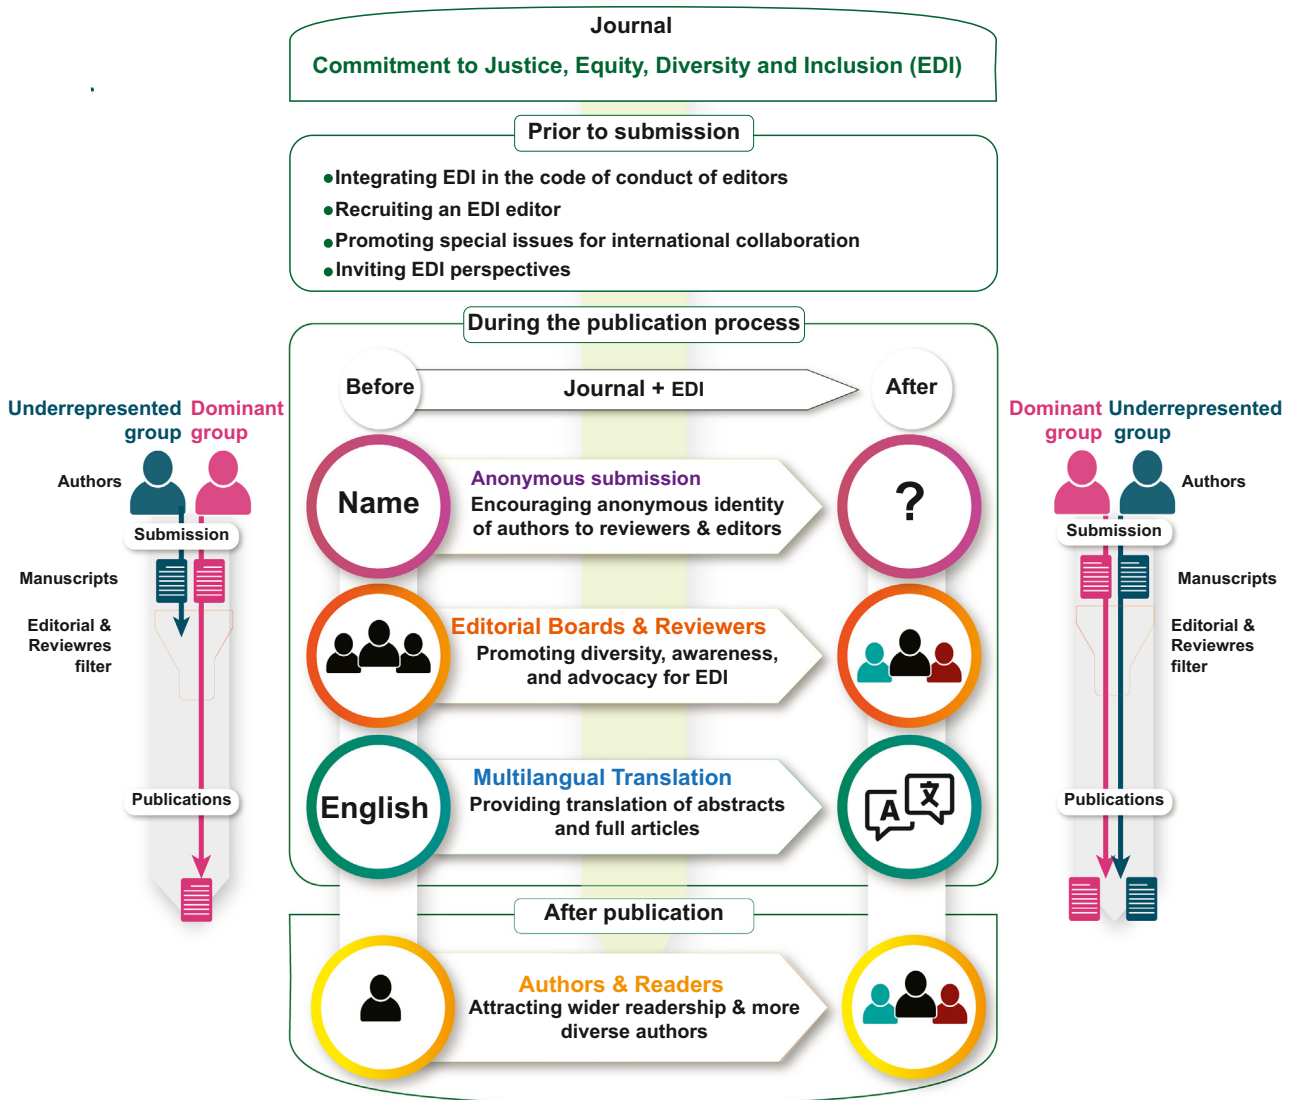 Journal
Commitment to Justice, Equity, Diversity and Inclusion (EDI)
Prior to submission
●Integrating EDI in the code of conduct of editors
●Recruiting an EDI editor
●Promoting special issues for international collaboration
●Inviting EDI perspectives
During the publication process
Before
Journal + EDI
After
Underrepresented
group
Dominant
group
Authors
Submission
Manuscripts
Editorial &
Reviewres
filter
Publications
Name
Anonymous submission
Encouraging anonymous identity
of authors to reviewers & editors
?
Editorial Boards & Reviewers
Promoting diversity, awareness,
and advocacy for EDI
English
Multilangual Translation
Providing translation of abstracts
and full articles
A 文
Dominant
group
Underrepresented
group
Authors
Submission
Manuscripts
Editorial &
Reviewres
filter
Publications
After publication
Authors & Readers
Attracting wider readership & more
diverse authors